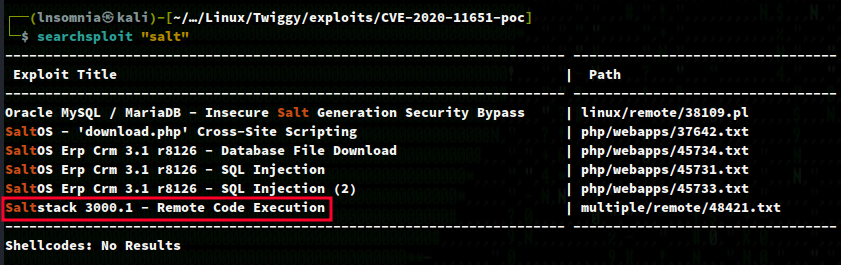 (lnsomnia㉿kali)-[~/…/Linux/Twiggy/exploits/CVE-2020-11651-poc]
$ searchsploit "salt"
Exploit Title | Path
Oracle MySQL / MariaDB - Insecure Salt Generation Security Bypass | linux/remote/38109.pl
SaltOS - 'download.php' Cross-Site Scripting | php/webapps/37642.txt
SaltOS Erp Crm 3.1 r8126 - Database File Download | php/webapps/45734.txt
SaltOS Erp Crm 3.1 r8126 - SQL Injection | php/webapps/45731.txt
SaltOS Erp Crm 3.1 r8126 - SQL Injection (2) | php/webapps/45733.txt
Saltstack 3000.1 - Remote Code Execution | multiple/remote/48421.txt
Shellcodes: No Results